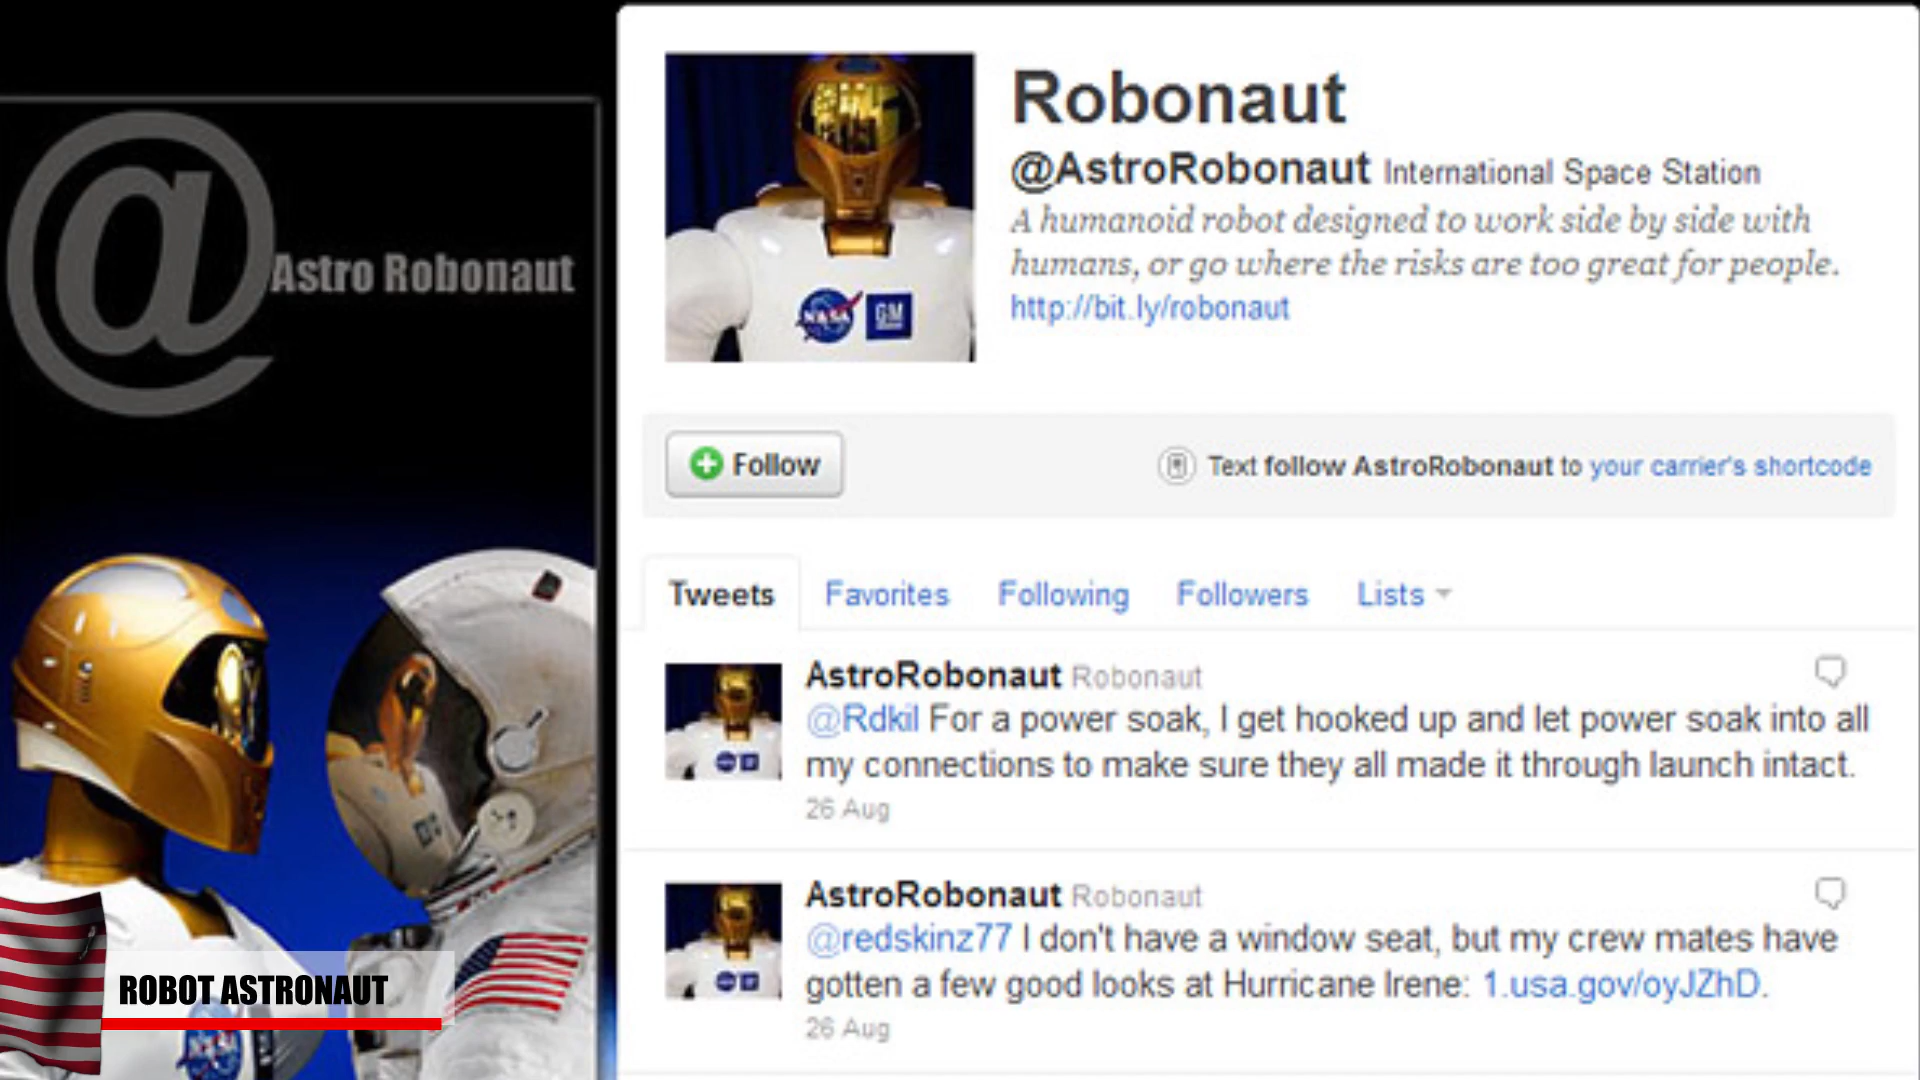 @
Astro Robonaut
Robonaut
@AstroRobonaut International Space Station
A humanoid robot designed to work side by side with
humans, or go where the risks are too great for people.
http://bit.ly/robonaut
NASA GM
Follow
Text follow AstroRobonaut to your carrier's shortcode
Tweets Favorites Following Followers Lists
AstroRobonaut Robonaut
@Rdkil For a power soak, I get hooked up and let power soak into all
my connections to make sure they all made it through launch intact.
26 Aug
AstroRobonaut Robonaut
@redskinz77 I don't have a window seat, but my crew mates have
gotten a few good looks at Hurricane Irene: 1.usa.gov/oyJZhD.
26 Aug
ROBOT ASTRONAUT
NASA